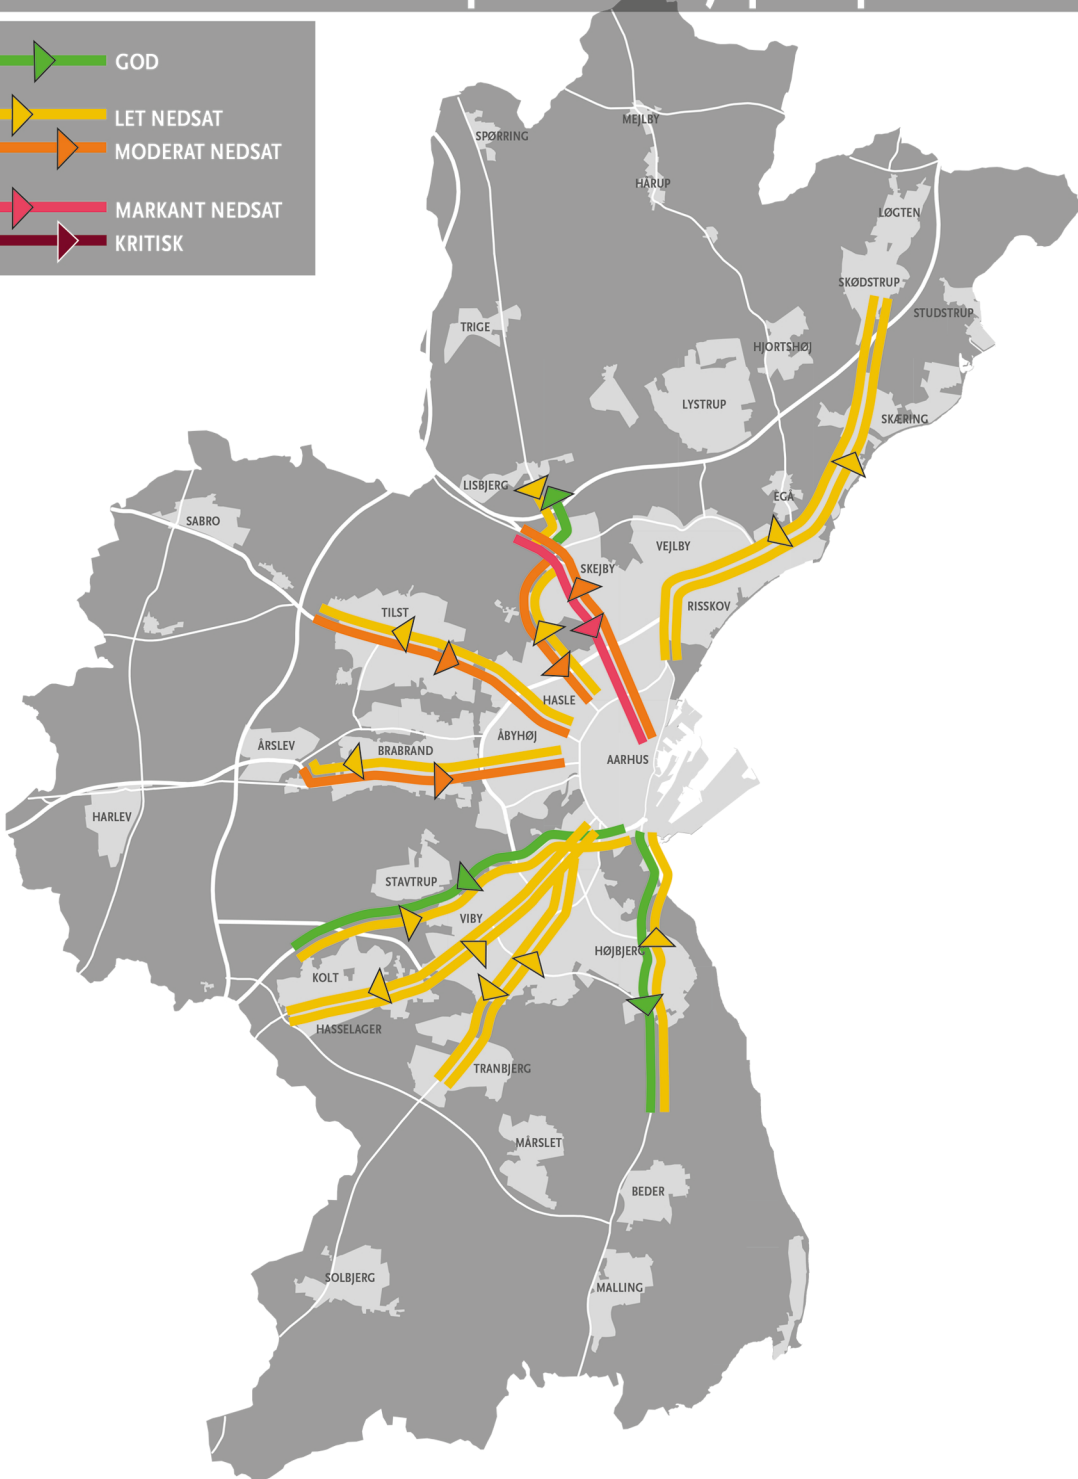 GOD
LET NEDSAT
MODERAT NEDSAT
MARKANT NEDSAT
KRITISK
SPØRRING
MEJLBY
HÅRUP
LØGTEN
SKØDSTRUP
STUDSTRUP
TRIGE
HJORTSHØJ
LYSTRUP
SKÆRING
LISBJERG
EGÅ
SABRO
VEJLBY
SKEJBY
RISSKOV
TILST
HASLE
ÅBYHØJ
ÅRSLEV
BRABRAND
AARHUS
HARLEV
STAVTRUP
VIBY
HØJBJERG
KOLT
HASSELAGER
TRANBJERG
MÅRSLET
BEDER
SOLBJERG
MALLING